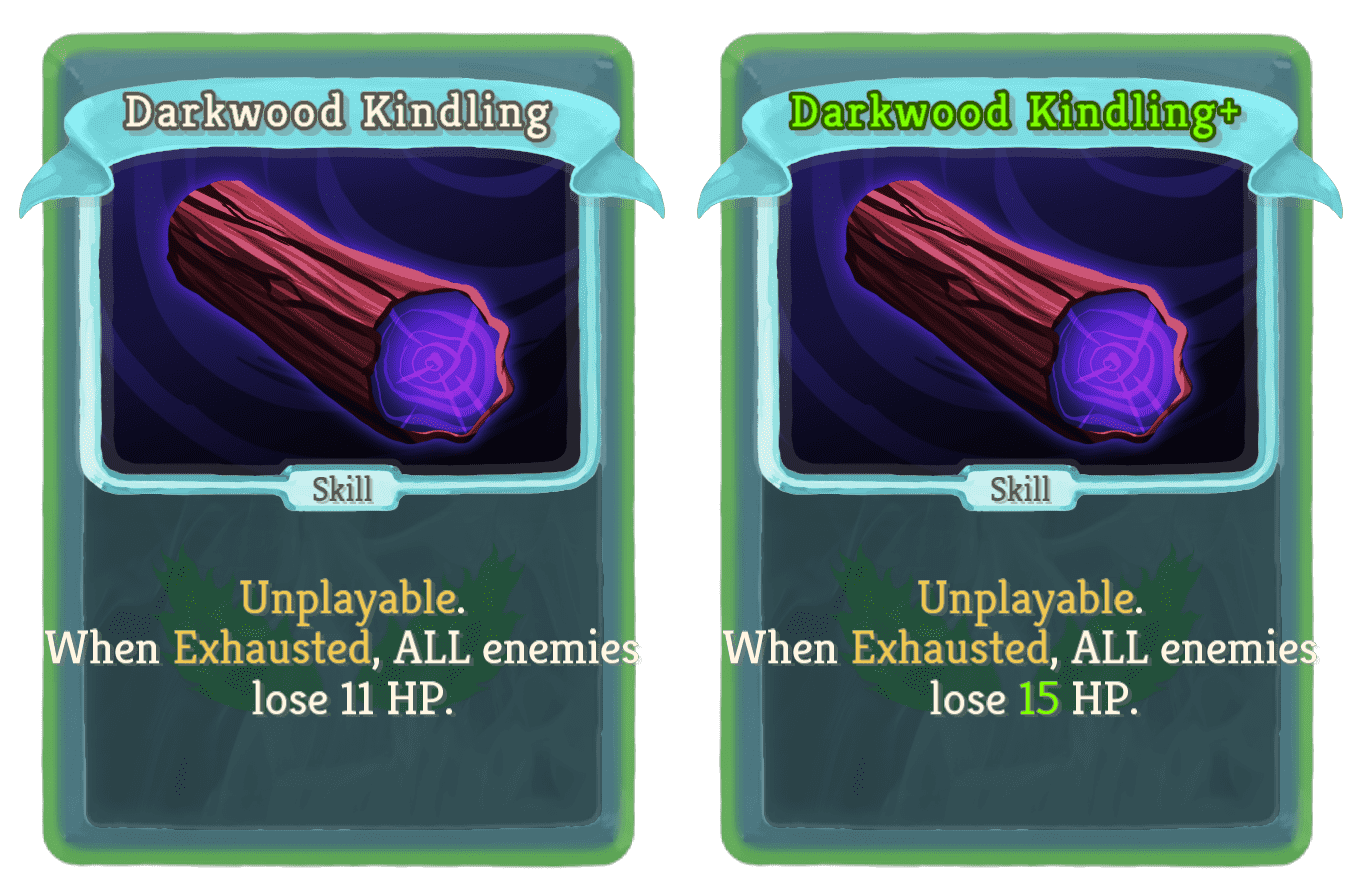 Darkwood Kindling
Skill
Unplayable.
When Exhausted, ALL enemies
lose 11 HP.
Darkwood Kindling+
Skill
Unplayable.
When Exhausted, ALL enemies
lose 15 HP.